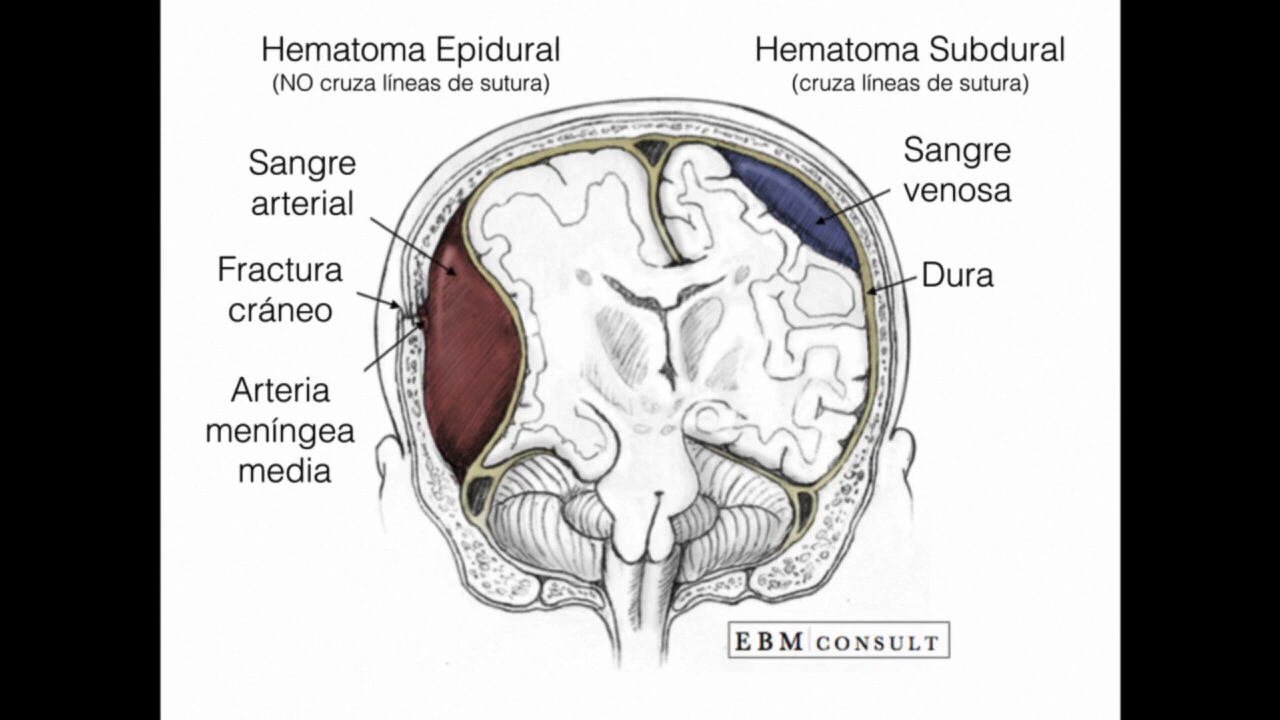 Hematoma Epidural
(NO cruza líneas de sutura)
Hematoma Subdural
(cruza líneas de sutura)
Sangre
arterial
Fractura
cráneo
Arteria
meníngea
media
Sangre
venosa
Dura
EBM CONSULT